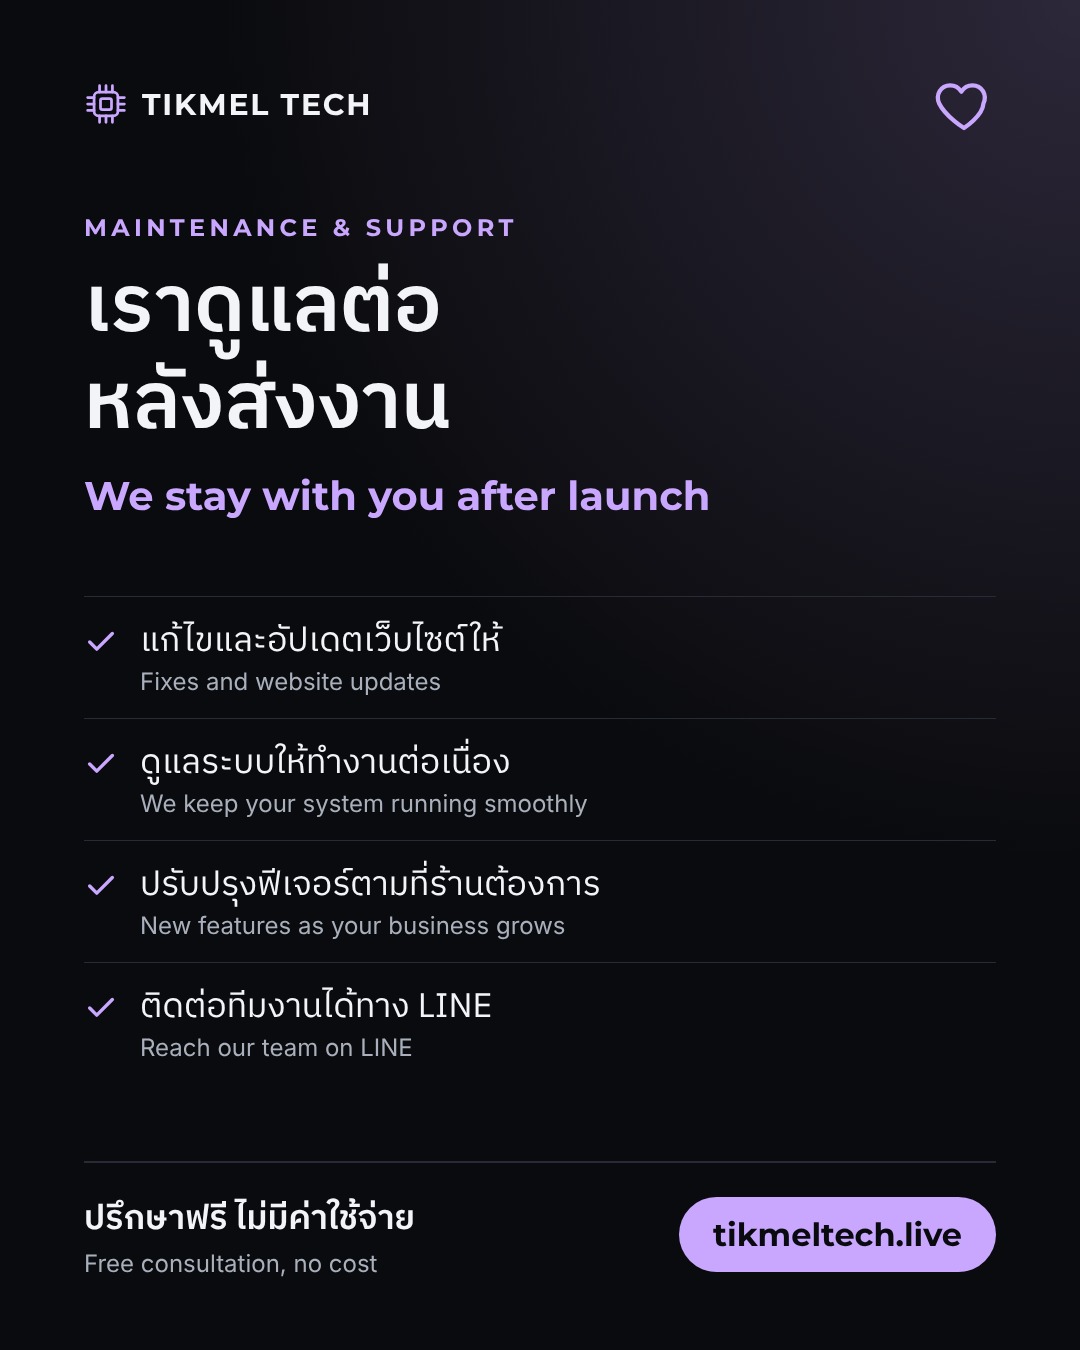 TIKMEL TECH
MAINTENANCE & SUPPORT
เราดูแลต่อ
หลังส่งงาน
We stay with you after launch
แก้ไขและอัปเดตเว็บไซต์ให้
Fixes and website updates
ดูแลระบบให้ทำงานต่อเนื่อง
We keep your system running smoothly
ปรับปรุงฟีเจอร์ตามที่ร้านต้องการ
New features as your business grows
ติดต่อทีมงานได้ทาง LINE
Reach our team on LINE
ปรึกษาฟรี ไม่มีค่าใช้จ่าย
Free consultation, no cost
tikmeltech.live